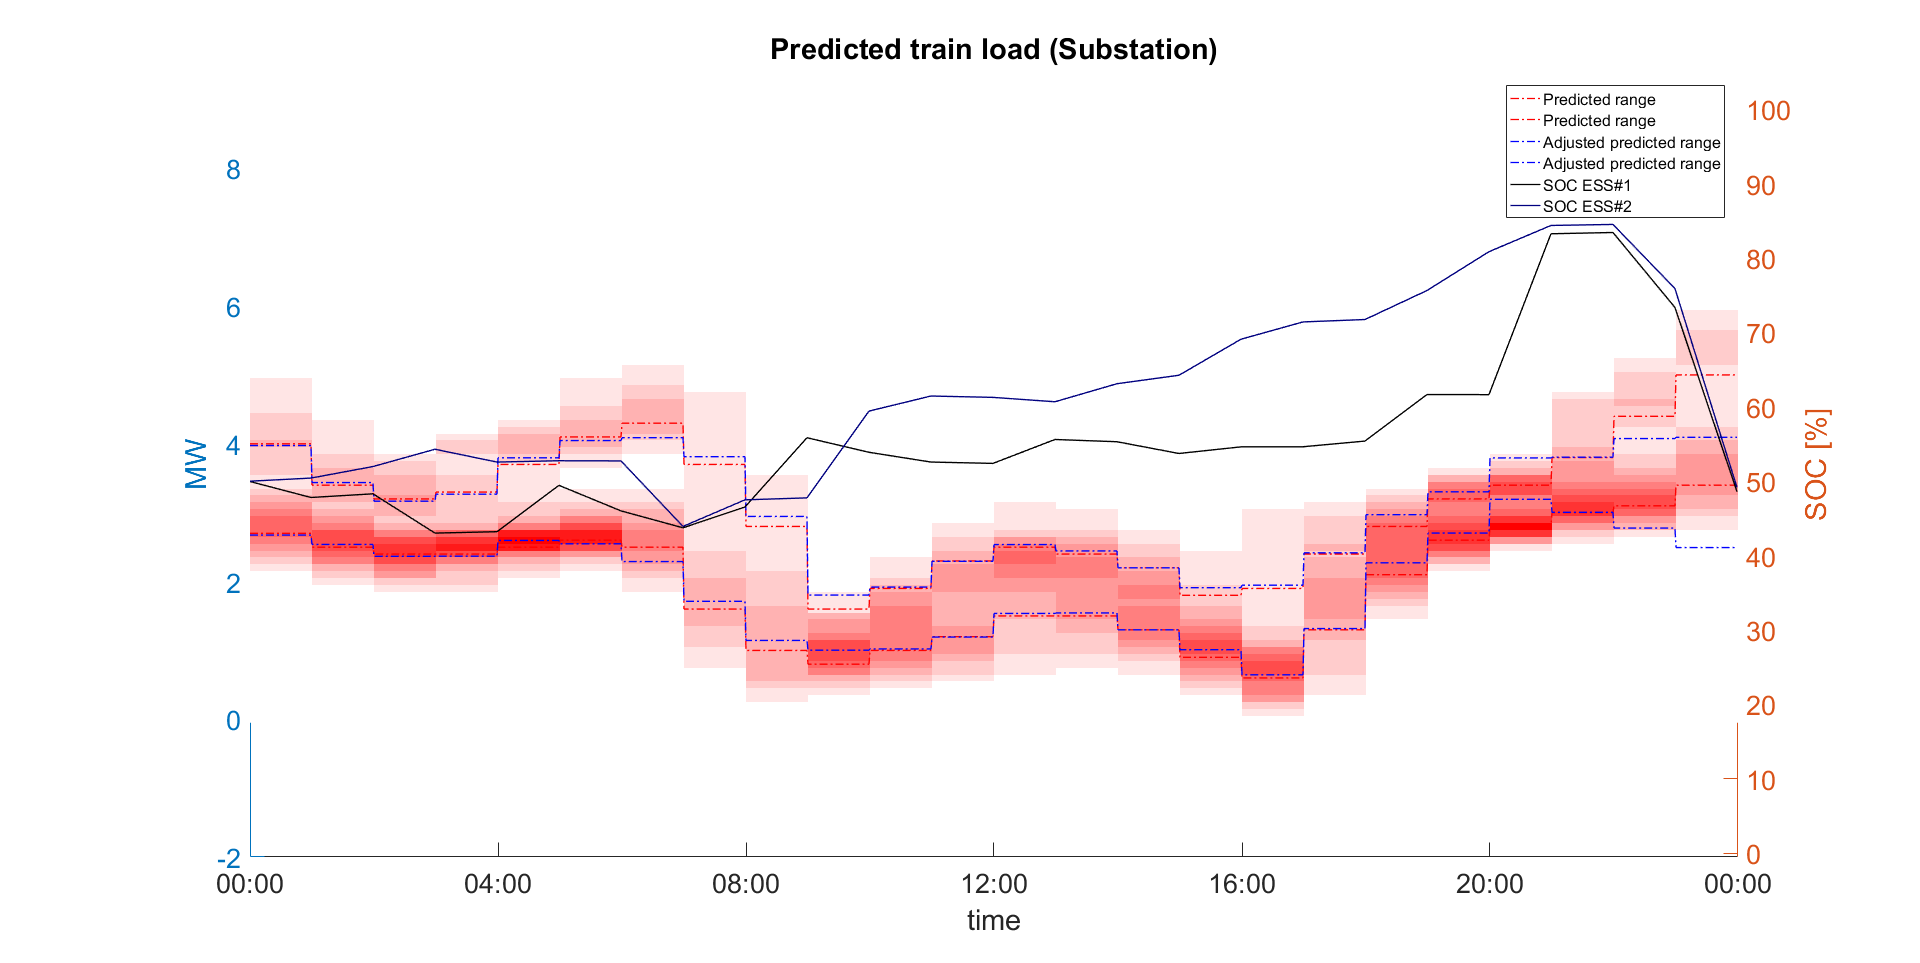 Predicted train load (Substation)
Predicted range
Predicted range
Adjusted predicted range
Adjusted predicted range
SOC ESS#1
SOC ESS#2
8
6
4
2
0
-2
MW
100
90
80
70
60
50
40
30
20
10
0
SOC [%]
00:00 04:00 08:00 12:00 16:00 20:00 00:00
time